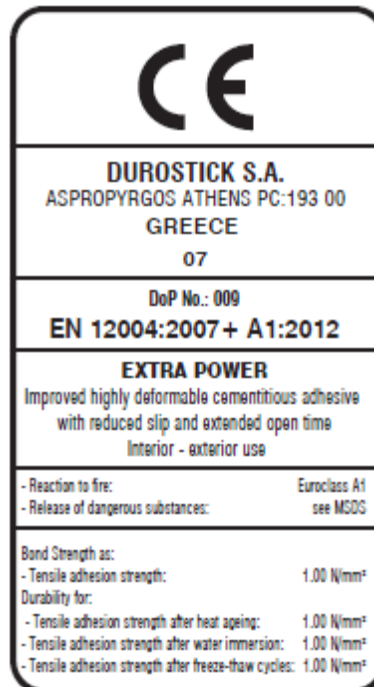 CE
DUROSTICK S.A.
ASPROPYRGOS ATHENS PC:193 00
GREECE
07
DoP No.: 009
EN 12004:2007+ A1:2012
EXTRA POWER
Improved highly deformable cementitious adhesive
with reduced slip and extended open time
Interior - exterior use
- Reaction to fire: Euroclass A1
- Release of dangerous substances: see MSDS
Bond Strength as:
- Tensile adhesion strength: 1.00 N/mm²
Durability for:
- Tensile adhesion strength after heat ageing: 1.00 N/mm²
- Tensile adhesion strength after water immersion: 1.00 N/mm²
- Tensile adhesion strength after freeze-thaw cycles: 1.00 N/mm²